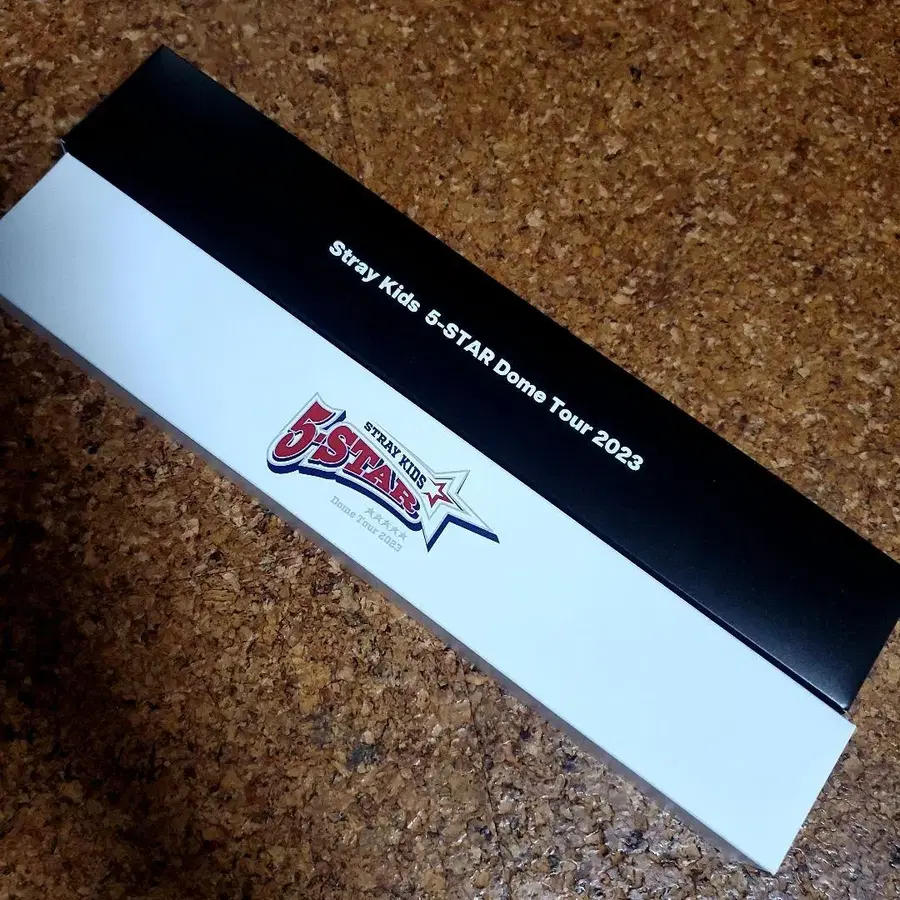 Stray Kids 5-STAR Dome Tour 2023
STRAY KIDS
5-STAR
Dome Tour 2023